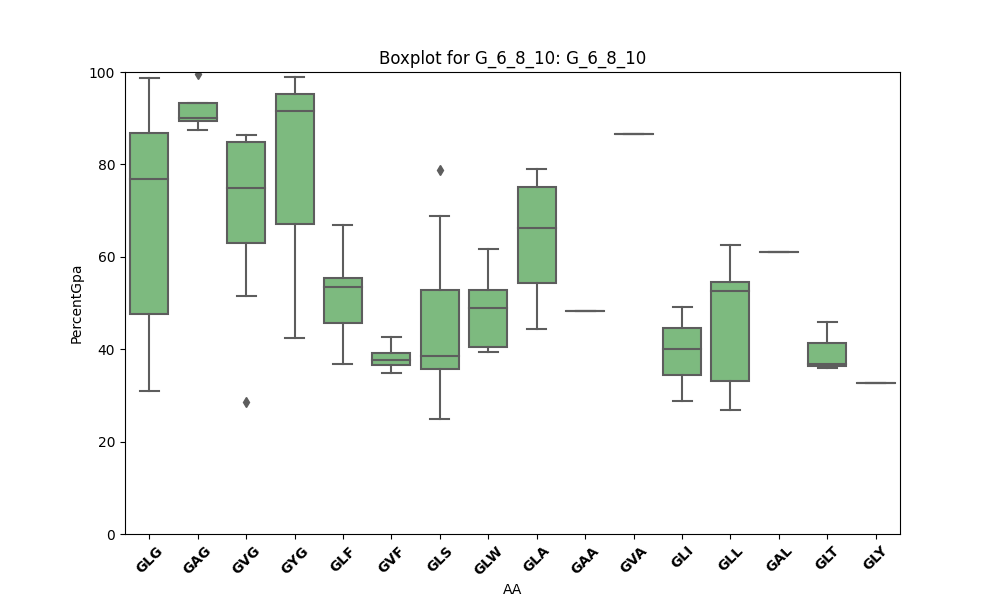 Boxplot for G_6_8_10: G_6_8_10
100
80
60
40
20
0
PercentGpa
GLG GAG GVG GYG GLF GVF GLS GLW GLA GAA GVA GLI GLL GAL GLT GLY
AA